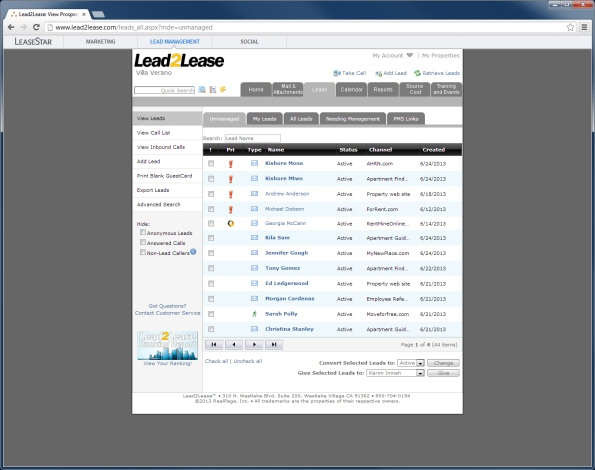 Lead2Lease: View Prospe
www.lead2lease.com/leads_all.aspx?mde=unmanaged
LEASESTAR MARKETING LEAD MANAGEMENT SOCIAL
Lead2Lease
My Account My Properties
Villa Verano
Take Call Add Lead Retrieve Leads
Quick Search
Home Mail & Attachments Leads Calendar Reports Source Cost Training and Events
View Leads
View Call List
View Inbound Calls
Add Lead
Print Blank GuestCard
Export Leads
Advanced Search
Hide:
Anonymous Leads
Answered Calls
Non-Lead Callers
Got Questions?
Contact Customer Service
Lead2Lease
Ranking Report
View Your Ranking!
Unmanaged My Leads All Leads Needing Management PMS Links
Search: Lead Name
! Pri Type Name Status Channel Created
Kishore Mone Active AHRN.com 6/24/2013
Kishore Mtwo Active Apartment Find.. 6/24/2013
Andrew Anderson Active Property web site 6/18/2013
Michael Dobson Active ForRent.com 6/12/2013
Georgia McCann Active RentMineOnline... 6/14/2013
Kila Sam Active Apartment Guid.. 6/24/2013
Jennifer Gough Active MyNewPlace.com 6/24/2013
Tony Gomez Active Apartment Find.. 6/22/2013
Ed Ledgerwood Active Property web site 6/21/2013
Morgan Cardenas Active Employee Refe... 6/21/2013
Sarah Polly Active Moveforfree.com 6/21/2013
Christina Stanley Active Apartment Guid.. 6/21/2013
Page 1 of 4 (44 items)
Check all | Uncheck all
Convert Selected Leads to: Active Change
Give Selected Leads to: Karim Innah Give
Lead2Lease™ • 310 N. Westlake Blvd. Suite 200, Westlake Village CA 91362 • 800-704-0154
©2013 RealPage, Inc. • All trademarks are the properties of their respective owners.